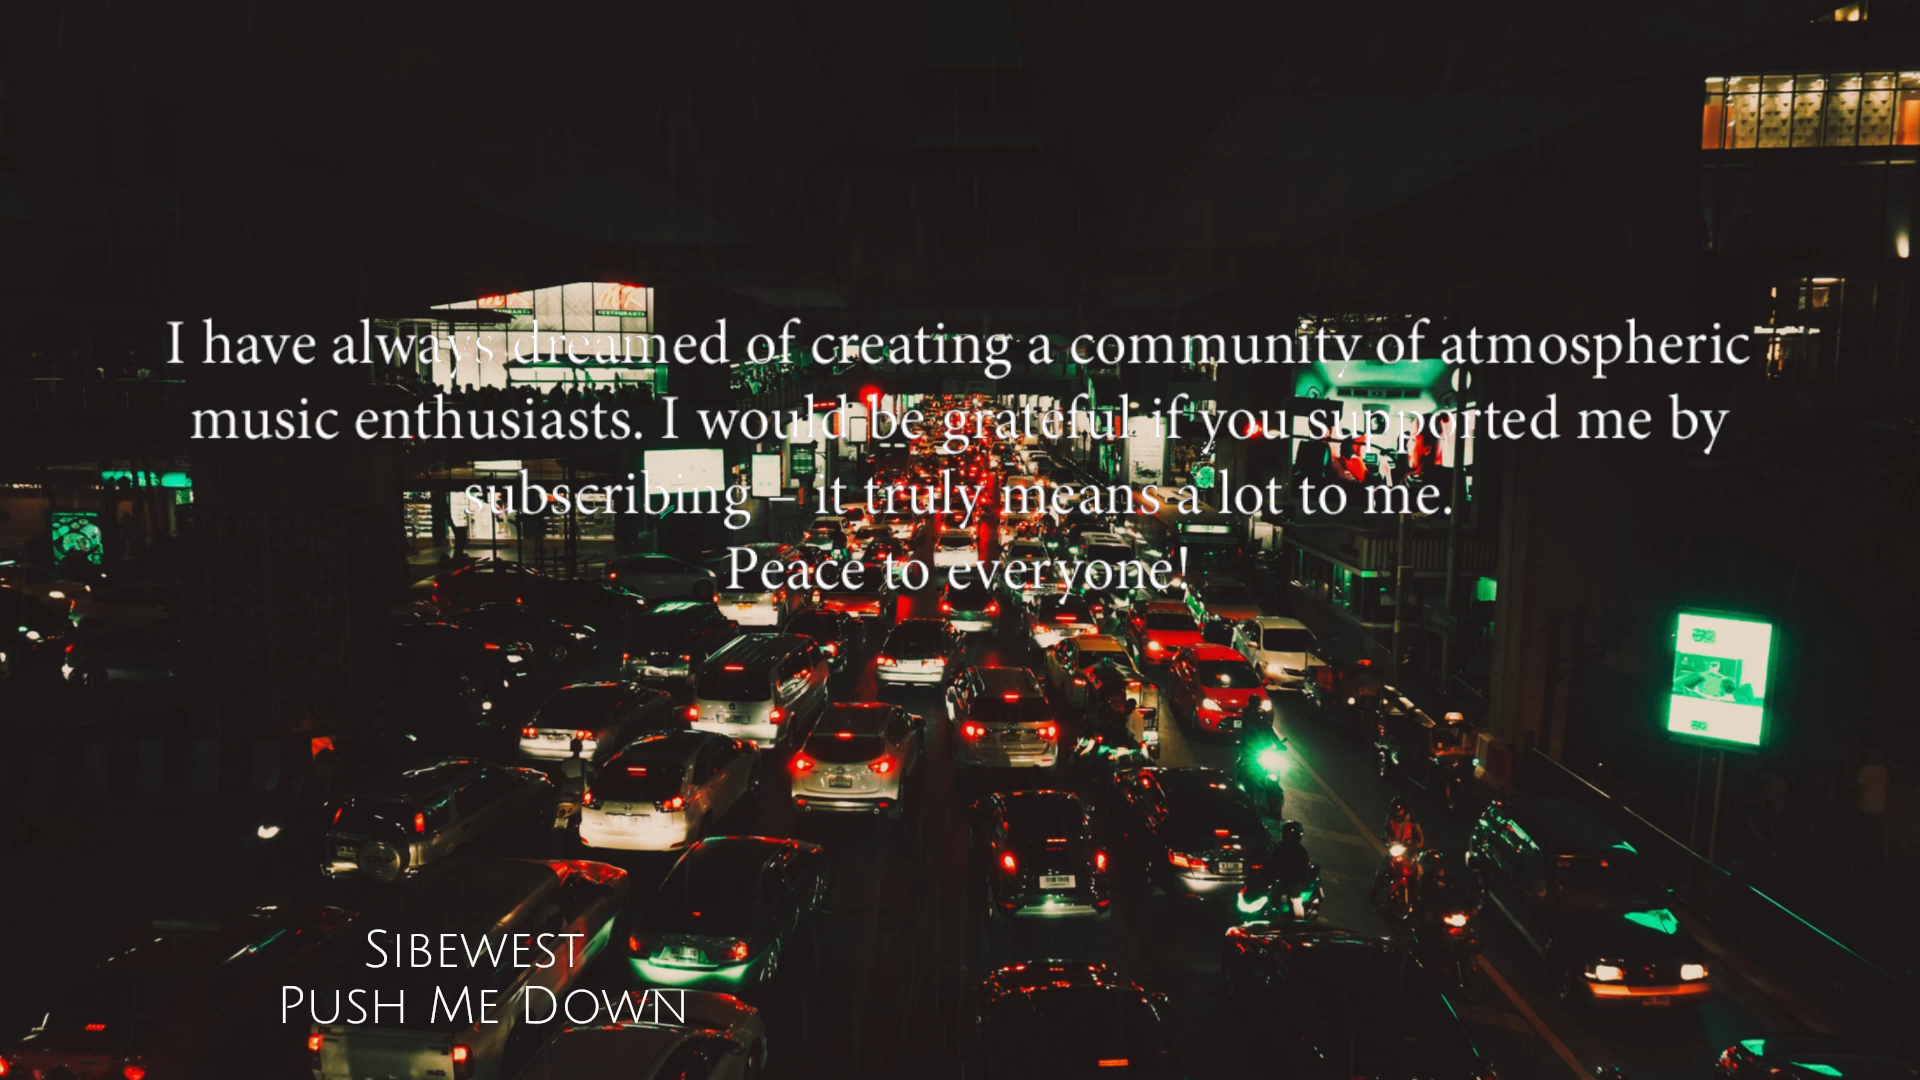 I have always dreamed of creating a community of atmospheric
music enthusiasts. I would be grateful if you supported me by
subscribing – it truly means a lot to me.
Peace to everyone!
Sibewest
Push Me Down